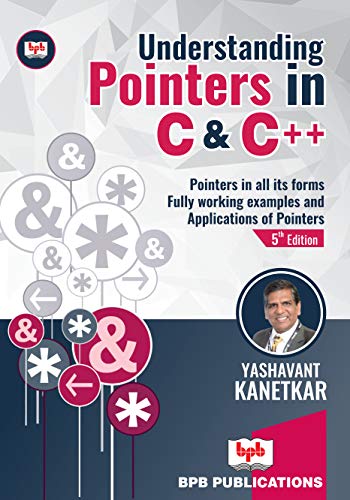 bpb
Understanding
Pointers in
C & C++
Pointers in all its forms
Fully working examples and
Applications of Pointers
5th Edition
&
*
&
*
&
*
&
*
&
YASHAVANT
KANETKAR
bpb
BPB PUBLICATIONS